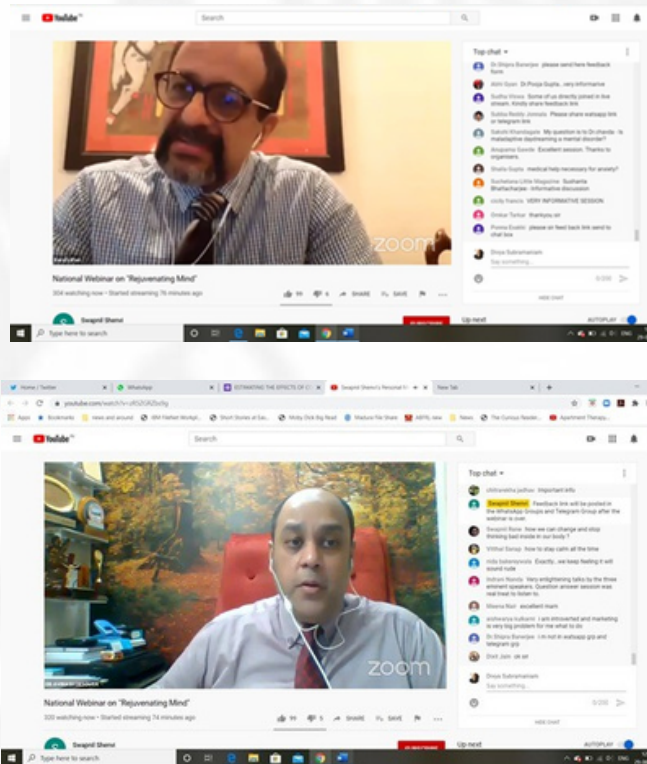 YouTube
Search
Top chat
Dr.Shipra Banerjee please send here feedback
form
Abhi Gyan Dr.Pooja Gupta.. very informative
Sudha Vhives Some of us directly joined in live
stream. Kindly share feedback link
Subba Reddy Jonnala Please share watsapp link
or telegram link
Sakshi Khandagale My question is to Dr chanda - Is
maladaptive daydreaming a mental disorder?
Anupama Gawde Excellent session. Thanks to
organisers.
Shaila Gupta medical help necessary for anxiety?
Suchetana Little Magazine Sushanta
Bhattacharjee - Informative discussion
cicily francis VERY INFORMATIVE SESSION
Omkar Tarkar thankyou sir
please sir feed back link send to
chat box
Divya Subramaniam
Say something...
0/200
HIDE CHAT
zoom
National Webinar on "Rejuvenating Mind"
304 watching now • Started streaming 76 minutes ago
99
6
SHARE
SAVE
S
Swapnil Shenvi
Up next
AUTOPLAY
Type here to search
ENG
Home / Twitter
WhatsApp
ESTIMATING THE EFFECTS OF
Swapnil Shenvi's Personal
New Tab
Apps
Bookmarks
news and around
Short Stories at
Moby Dick Big Read
News
The Curious Reader
Apartment Therapy
YouTube
Search
Top chat
chitrarekha jadhav Important info
Swapnil Shenvi Feedback link will be posted in
the WhatsApp Groups and Telegram Group after the
webinar is over.
Swapnil Rane how we can change and stop
thinking bad inside in our body ?
Vitthal Sanap how to stay calm all the time
Exactly , we keep feeling it will
sound rude
Indrani Nanda Very enlightening talks by the three
eminent speakers. Question answer session was
real treat to listen to.
Meena Nair excellent mam
aishwarya kulkarni i am introverted and marketing
is very big problem for me what to do
Dr.Shipra Banerjee i m not in watsapp grp and
telegram grp
Dixit Jain ok sir
Divya Subramaniam
Say something...
0/200
HIDE CHAT
zoom
National Webinar on "Rejuvenating Mind"
320 watching now • Started streaming 74 minutes ago
99
5
SHARE
SAVE
S
Swapnil Shenvi
SUBSCRIBE
Up next
AUTOPLAY
Type here to search
ENG